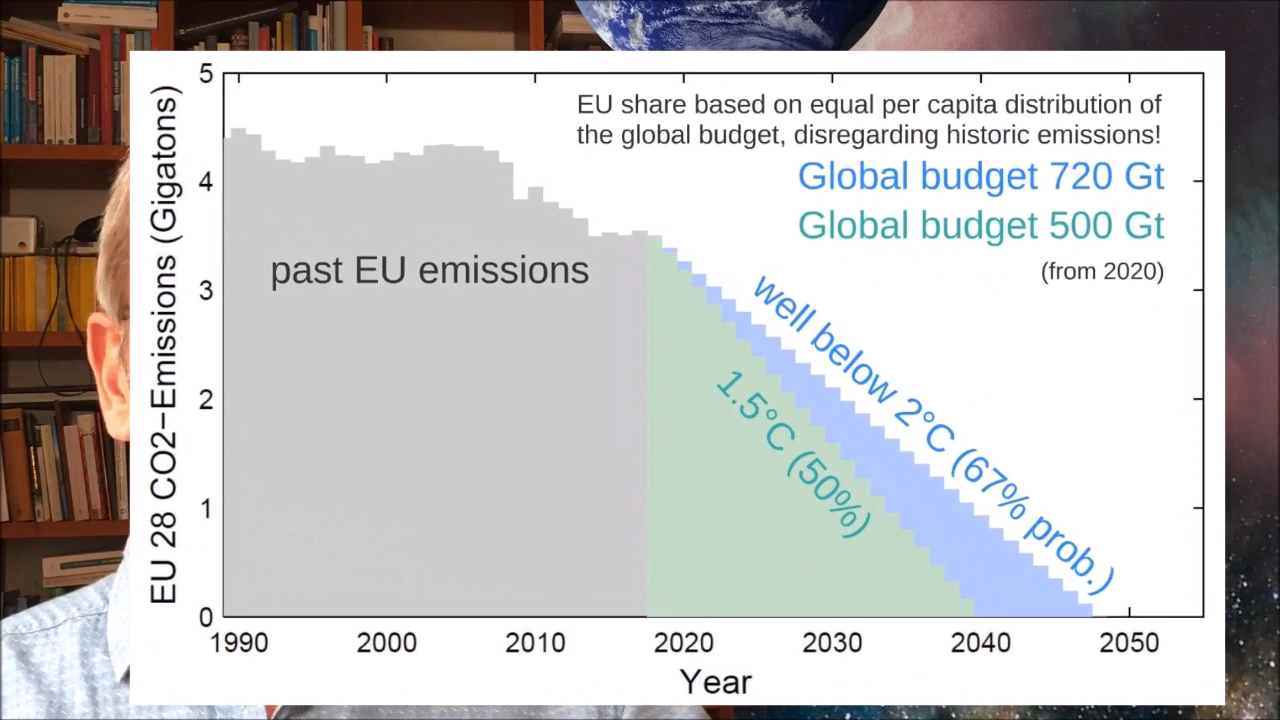 EU share based on equal per capita distribution of
the global budget, disregarding historic emissions!
Global budget 720 Gt
Global budget 500 Gt
(from 2020)
past EU emissions
well below 2°C (67% prob.)
1.5°C (50%)
EU 28 CO2−Emissions (Gigatons)
5
4
3
2
1
0
1990 2000 2010 2020 2030 2040 2050
Year